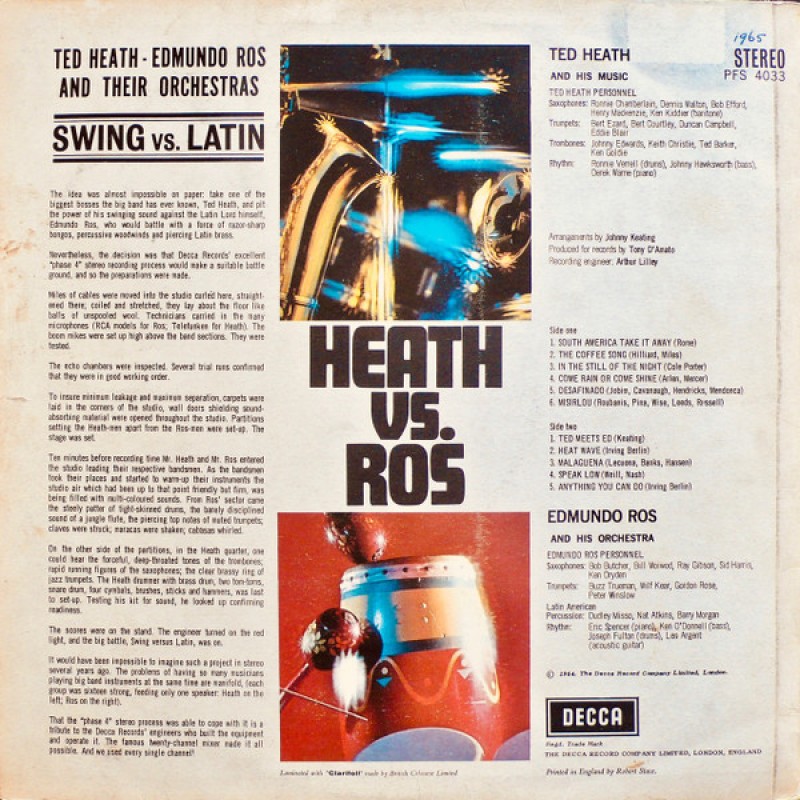 TED HEATH - EDMUNDO ROS
AND THEIR ORCHESTRAS
SWING vs. LATIN
The idea was almost impossible on paper: take one of the
biggest bosses the big band has ever known, Ted Heath, and pit
the power of his swinging sound against the Latin Lord himself,
Edmundo Ros, who would battle with a force of razor-sharp
bongos, percussive woodwinds and piercing Latin brass.
Nevertheless, the decision was that Decca Records' excellent
"phase 4" stereo recording process would make a suitable battle
ground, and so the preparations were made.
Miles of cables were moved into the studio curled here, straight-
ened there, coiled and stretched, they lay about the floor like
balls of unspooled wool. Technicians carried in the many
microphones (RCA models for Ros; Telefunken for Heath). The
boom mikes were set up high above the band sections. They were
tested.
The echo chambers were inspected. Several trial runs confirmed
that they were in good working order.
To insure minimum leakage and maximum separation, carpets were
laid in the corners of the studio, wall doors shielding sound-
absorting material were opened throughout the studio. Partitions
setting the Heath-men apart from the Ros-men were set-up. The
stage was set.
Ten minutes before recording time Mr. Heath and Mr. Ros entered
the studio leading their respective bandsmen. As the bandsmen
took their places and started to warm-up their instruments the
studio air which had been up to that point friendly but firm, was
being filled with multi-coloured sounds. From Ros' sector came
the steely patter of tight-skinned drums, the barely disciplined
sound of a jungle flute, the piercing top notes of muted trumpets;
claves were struck; maracas were shaken; cabasas whirled.
On the other side of the partitions, in the Heath quarter, one
could hear the forceful, deep-throated tones of the trombones;
rapid running figures of the saxophones; the clear brassy ring of
jazz trumpets. The Heath drummer with brass drum, two tom-toms,
snare drum, four cymbals, brushes, sticks and hammers, was last
to set-up. Testing his kit for sound, he looked up confirming
readiness.
The scores were on the stand. The engineer turned on the red
light, and the big battle, Swing versus Latin, was on.
It would have been impossible to imagine such a project in stereo
several years ago. The problems of having so many musicians
playing big band instruments at the same time are manifold, (each
group was sixteen strong, feeding only one speaker: Heath on the
left; Ros on the right).
That the "phase 4" stereo process was able to cope with it is a
tribute to the Decca Records' engineers who built the equipment
and operate it. The famous twenty-channel mixer made it all
possible. And we used every single channel!
HEATH
VS.
ROS
Laminated with 'Clarifoil' made by British Celanese Limited
1965
TED HEATH
STEREO
PFS 4033
AND HIS MUSIC
TED HEATH PERSONNEL
Saxophones: Ronnie Chamberlain, Dennis Walton, Bob Efford,
Henry Mackenzie, Ken Kiddier (baritone)
Trumpets: Bert Ezard, Bert Courtley, Duncan Campbell,
Eddie Blair
Trombones: Johnny Edwards, Keith Christie, Ted Barker,
Ken Goldie
Rhythm: Ronnie Verrell (drums), Johnny Hawksworth (bass),
Derek Warne (piano)
Arrangements by Johnny Keating
Produced for records by Tony D'Amato
Recording engineer: Arthur Lilley
Side one
1. SOUTH AMERICA TAKE IT AWAY (Rome)
2. THE COFFEE SONG (Hilliard, Miles)
3. IN THE STILL OF THE NIGHT (Cole Porter)
4. COME RAIN OR COME SHINE (Arlen, Mercer)
5. DESAFINADO (Jobim, Cavanaugh, Hendricks, Mendonca)
6. MISIRLOU (Roubanis, Pina, Wise, Leeds, Russell)
Side two
1. TED MEETS ED (Keating)
2. HEAT WAVE (Irving Berlin)
3. MALAGUENA (Lecuona, Banks, Hansen)
4. SPEAK LOW (Weill, Nash)
5. ANYTHING YOU CAN DO (Irving Berlin)
EDMUNDO ROS
AND HIS ORCHESTRA
EDMUNDO ROS PERSONNEL
Saxophones: Bob Butcher, Bill Woiwod, Ray Gibson, Sid Harris,
Ken Dryden
Trumpets: Buzz Trueman, Wilf Kear, Gordon Rose,
Peter Winslow
Latin American
Percussion: Dudley Misso, Nat Atkins, Barry Morgan
Rhythm: Eric Spencer (piano), Ken O'Donnell (bass),
Joseph Fulton (drums), Les Argent
(acoustic guitar)
© 1964, The Decca Record Company Limited, London.
DECCA
Regd. Trade Mark
THE DECCA RECORD COMPANY LIMITED, LONDON, ENGLAND
Printed in England by Robert Stace.